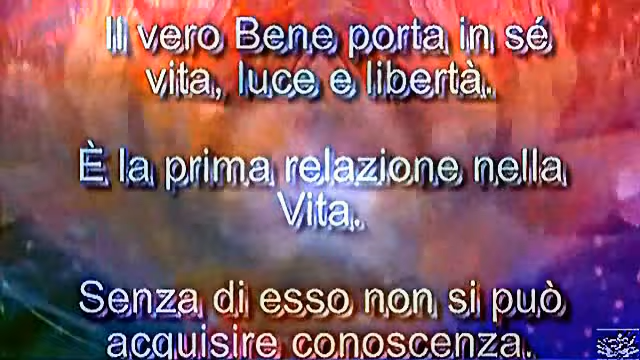 Il vero Bene porta in sé
vita, luce e libertà.
È la prima relazione nella
Vita.
Senza di esso non si può
acquisire conoscenza.